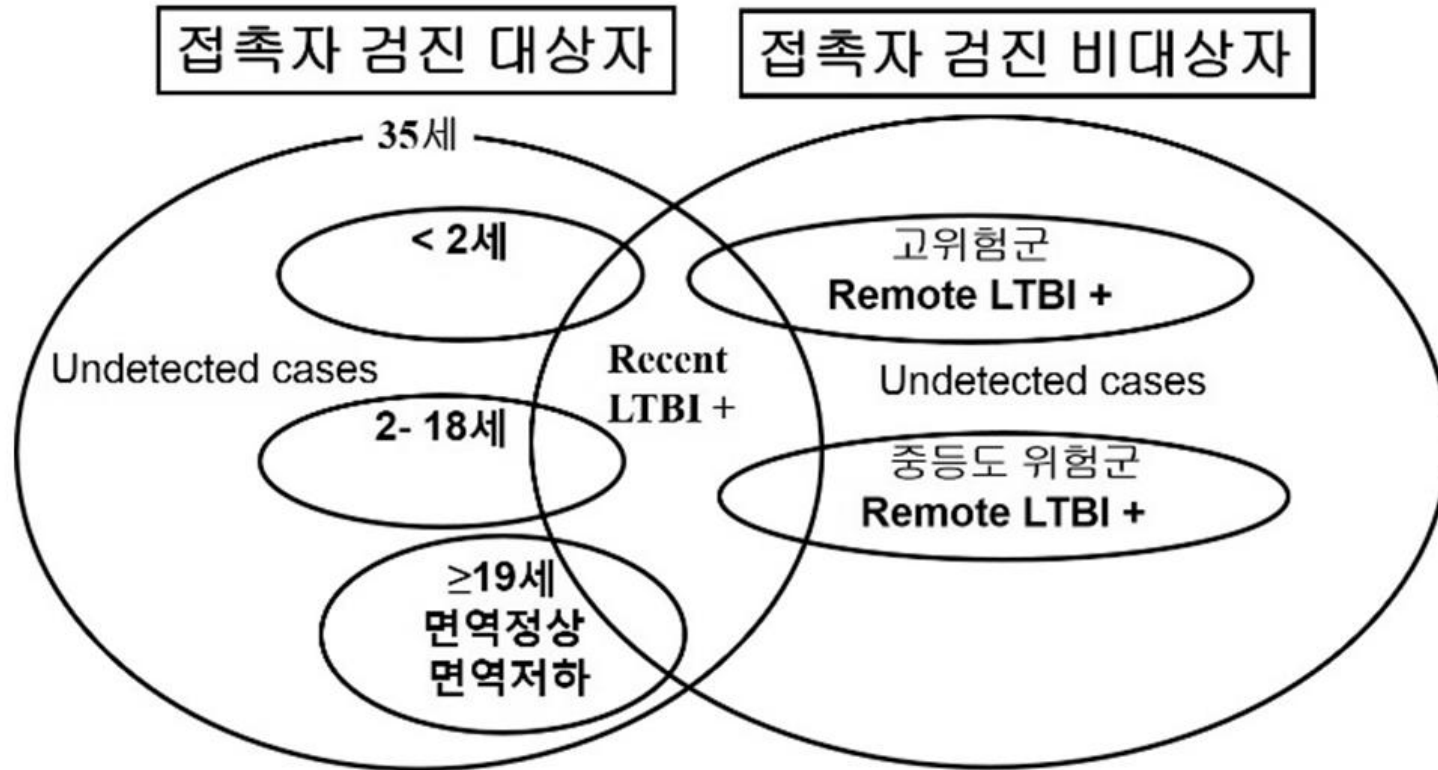 접촉자 검진 대상자
접촉자 검진 비대상자
35세
< 2세
고위험군
Remote LTBI +
Undetected cases
Recent
LTBI +
Undetected cases
2- 18세
중등도 위험군
Remote LTBI +
≥19세
면역정상
면역저하